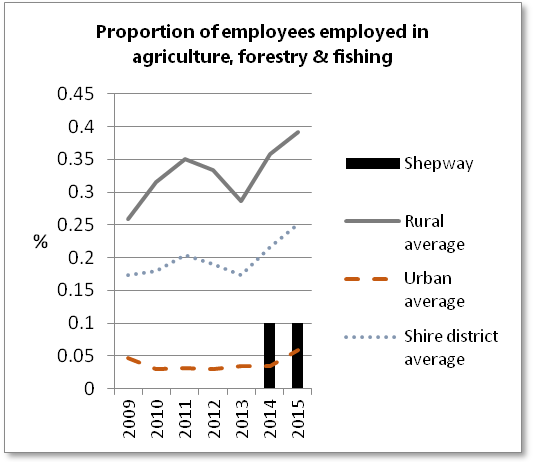 Proportion of employees employed in
agriculture, forestry & fishing
0.45
0.4
0.35
0.3
0.25
0.2
0.15
0.1
0.05
0
%
2009
2010
2011
2012
2013
2014
2015
Shepway
Rural
average
Urban
average
Shire district
average